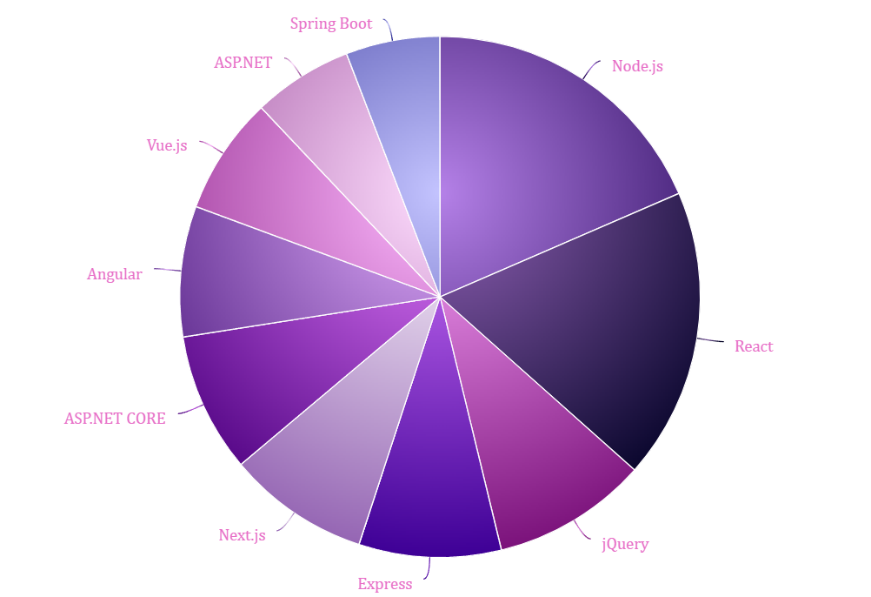 Spring Boot
Node.js
ASP.NET
Vue.js
Angular
React
ASP.NET CORE
Next.js
jQuery
Express